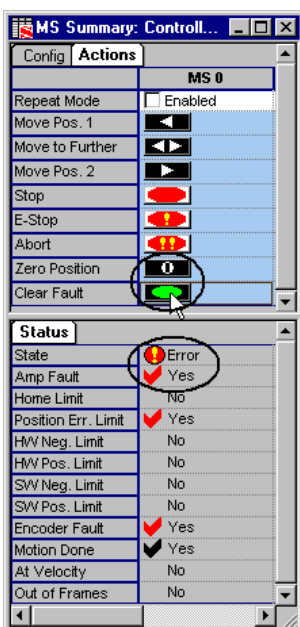 MS Summary: Controll...
Config Actions
MS 0
Repeat Mode Enabled
Move Pos. 1
Move to Further
Move Pos. 2
Stop
E-Stop
Abort
Zero Position 0
Clear Fault
Status
State Error
Amp Fault Yes
Home Limit No
Position Err. Limit Yes
HW Neg. Limit No
HW Pos. Limit No
SW Neg. Limit No
SW Pos. Limit No
Encoder Fault Yes
Motion Done Yes
At Velocity No
Out of Frames No